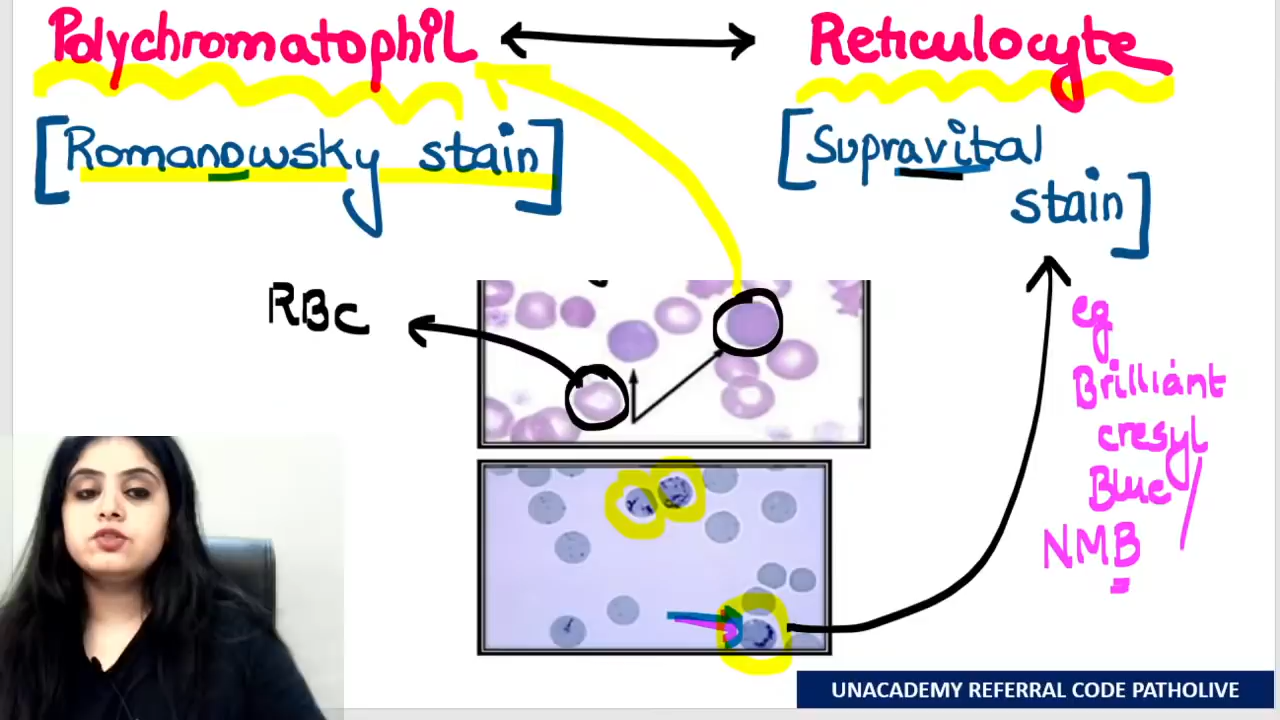 Polychromatophil Reticulocyte
[Romanowsky stain] [Supravital
stain]
RBC
eg
Brilliant
cresyl
Blue /
NMB
UNACADEMY REFERRAL CODE PATHOLIVE